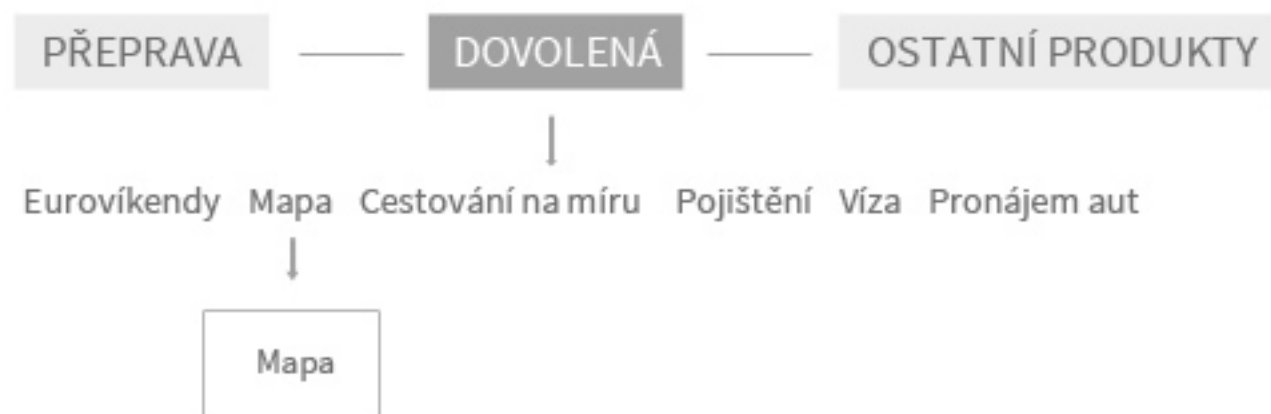 PŘEPRAVA DOVOLENÁ OSTATNÍ PRODUKTY
Eurovíkendy Mapa Cestování na míru Pojištění Víza Pronájem aut
Mapa